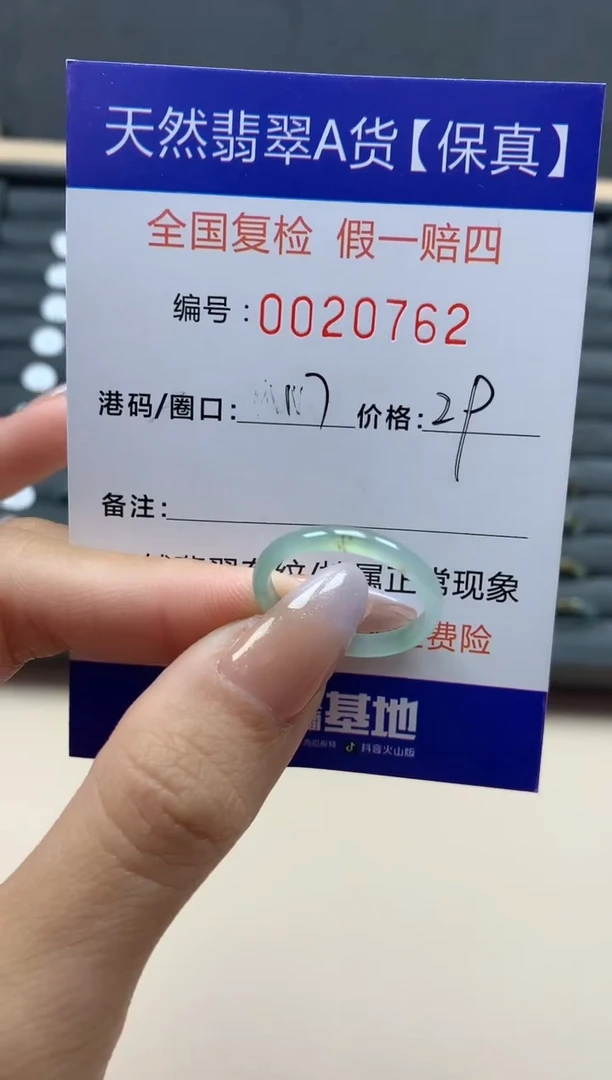 天然翡翠A货【保真】
全国复检 假一赔四
编号：0020762
港码/圈口： 价格：29
备注：
属正常现象
费险
基地
抖音火山版